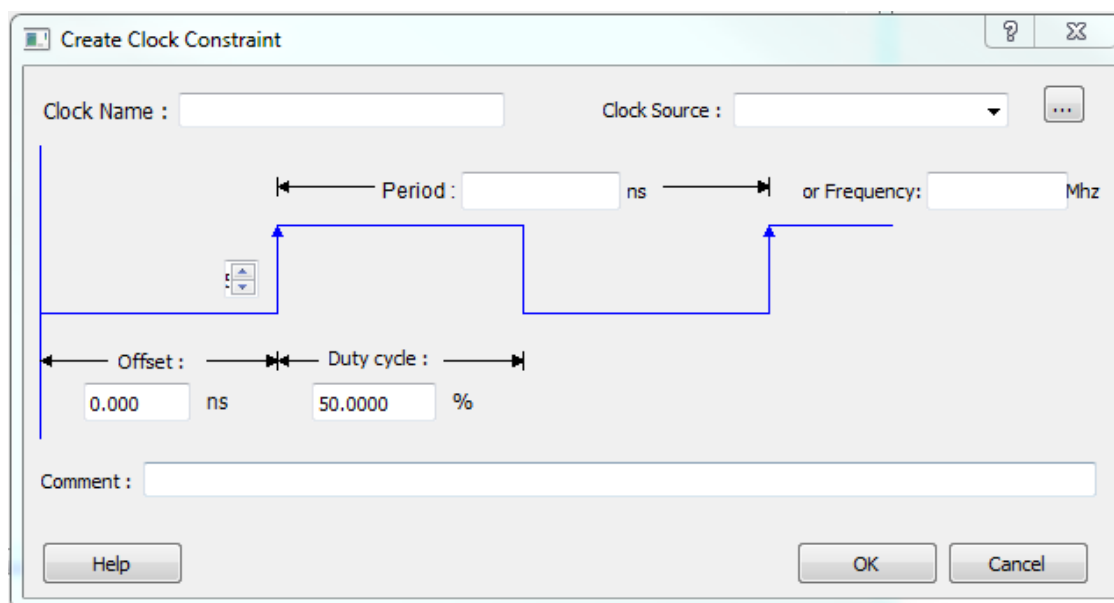 Create Clock Constraint
Clock Name : Clock Source : ...
Period : ns or Frequency: Mhz
Offset : Duty cycle :
0.000 ns 50.0000 %
Comment :
Help OK Cancel